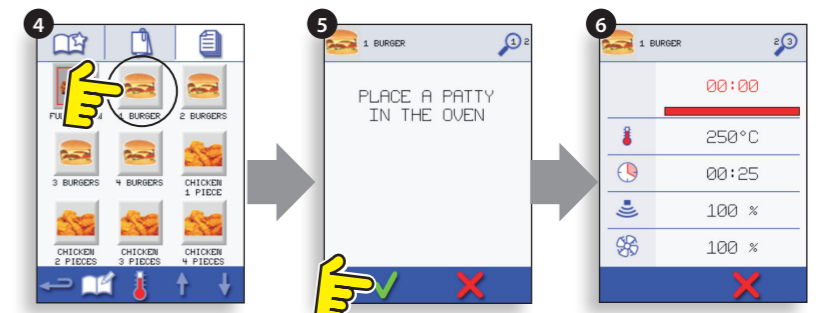 4
FU
1 BURGER
2 BURGERS
3 BURGERS
4 BURGERS
CHICKEN
1 PIECE
CHICKEN
2 PIECES
CHICKEN
3 PIECES
CHICKEN
4 PIECES
5
1 BURGER
1 2
PLACE A PATTY
IN THE OVEN
6
1 BURGER
2 3
00:00
250°C
00:25
100 %
100 %